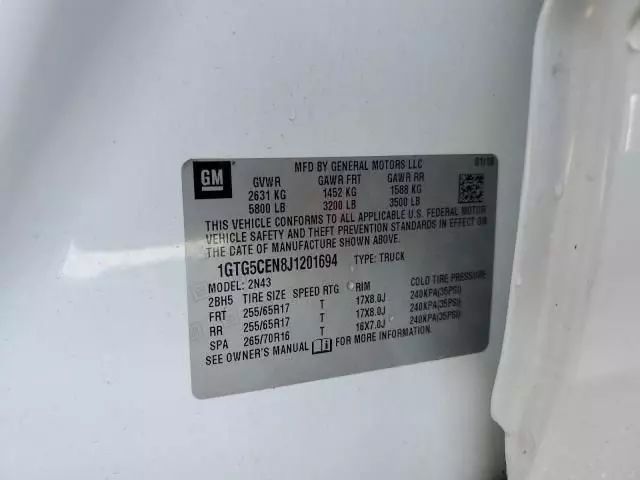 GM
MFD BY GENERAL MOTORS LLC 01/18
GVWR GAWR FRT GAWR RR
2631 KG 1452 KG 1588 KG
5800 LB 3200 LB 3500 LB
THIS VEHICLE CONFORMS TO ALL APPLICABLE U.S. FEDERAL MOTOR
VEHICLE SAFETY, BUMPER, AND THEFT PREVENTION STANDARDS IN EFFECT ON
THE DATE OF MANUFACTURE SHOWN ABOVE.
1GTG5CEN8J1201694 TYPE: TRUCK
MODEL: 2N43
2BH5 TIRE SIZE SPEED RTG RIM COLD TIRE PRESSURE
FRT 255/65R17 T 17X8.0J 240KPA(35PSI)
RR 255/65R17 T 17X8.0J 240KPA(35PSI)
SPA 265/70R16 T 16X7.0J 240KPA(35PSI)
SEE OWNER'S MANUAL FOR MORE INFORMATION.